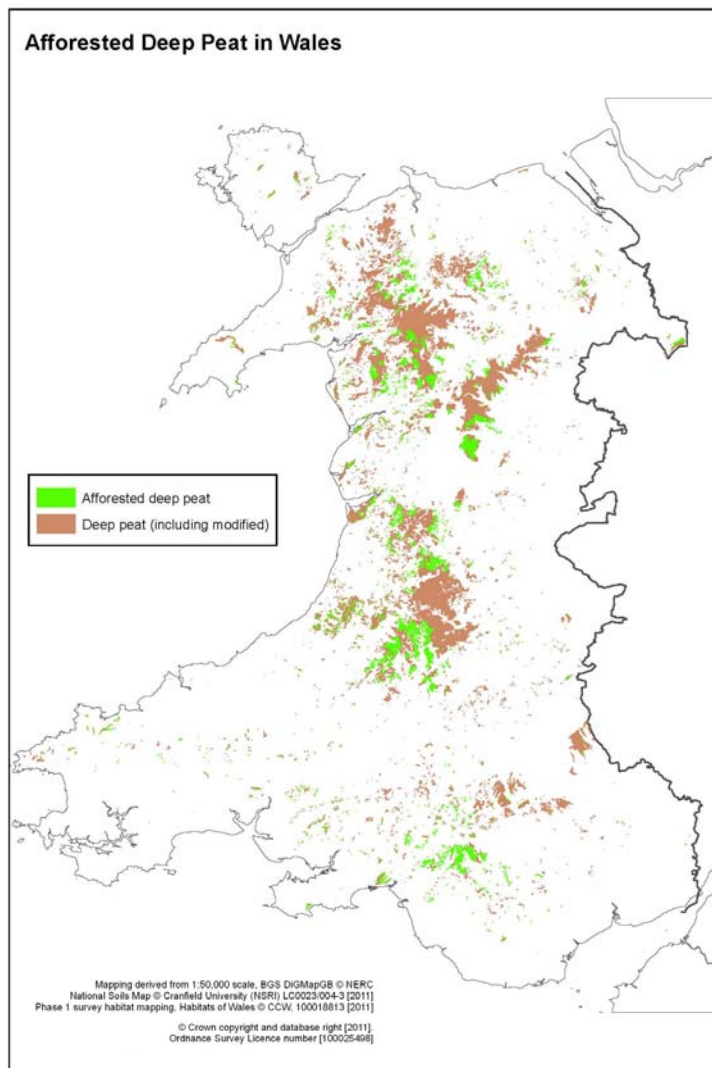 Afforested Deep Peat in Wales
Afforested deep peat
Deep peat (including modified)
Mapping derived from 1:50,000 scale, BGS DiGMapGB © NERC
National Soils Map © Cranfield University (NSRI) LC0023/004-3 [2011]
Phase 1 survey habitat mapping, Habitats of Wales © CCW, 100018813 [2011]
© Crown copyright and database right [2011].
Ordnance Survey Licence number [100025498]